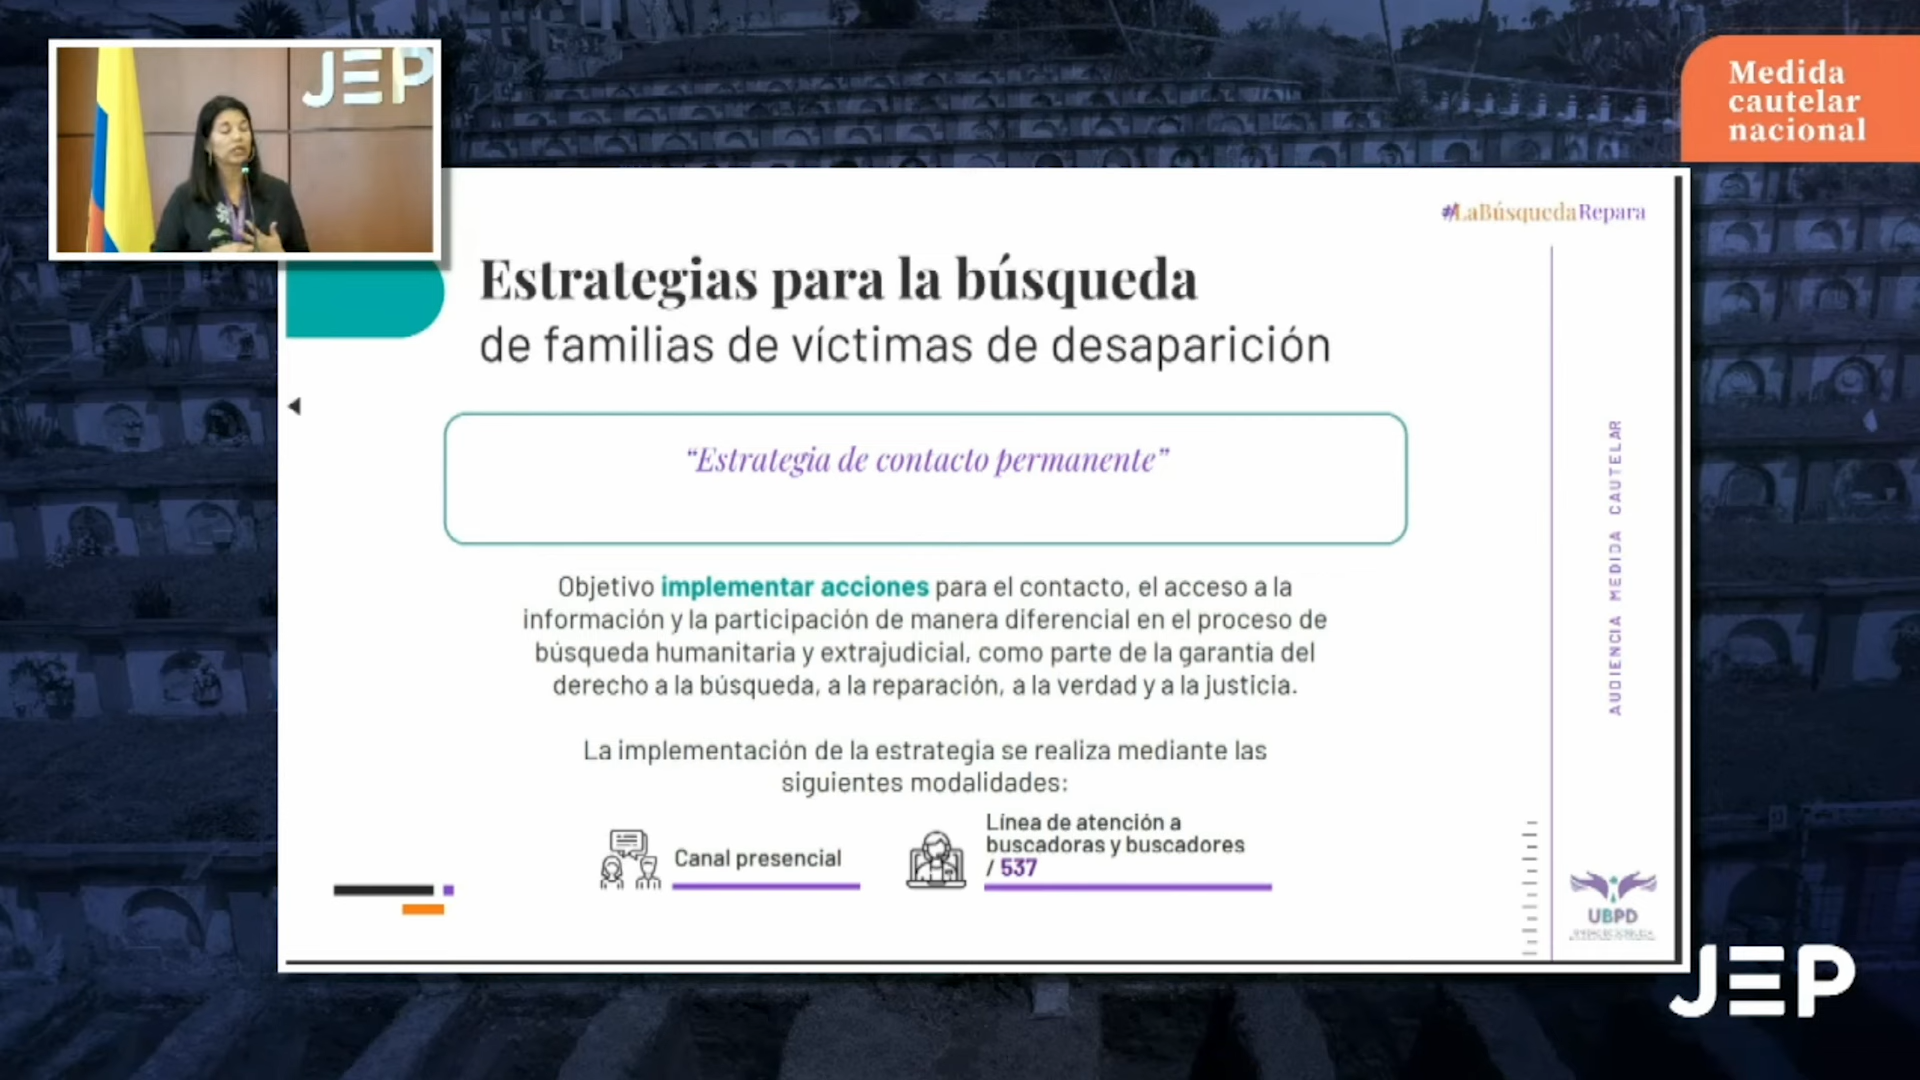 JEP
Medida
cautelar
nacional
#LaBúsquedaRepara
Estrategias para la búsqueda
de familias de víctimas de desaparición
“Estrategia de contacto permanente”
Objetivo implementar acciones para el contacto, el acceso a la
información y la participación de manera diferencial en el proceso de
búsqueda humanitaria y extrajudicial, como parte de la garantía del
derecho a la búsqueda, a la reparación, a la verdad y a la justicia.
La implementación de la estrategia se realiza mediante las
siguientes modalidades:
Canal presencial
Línea de atención a
buscadoras y buscadores
/ 537
AUDIENCIA MEDIDA CAUTELAR
UBPD
JEP